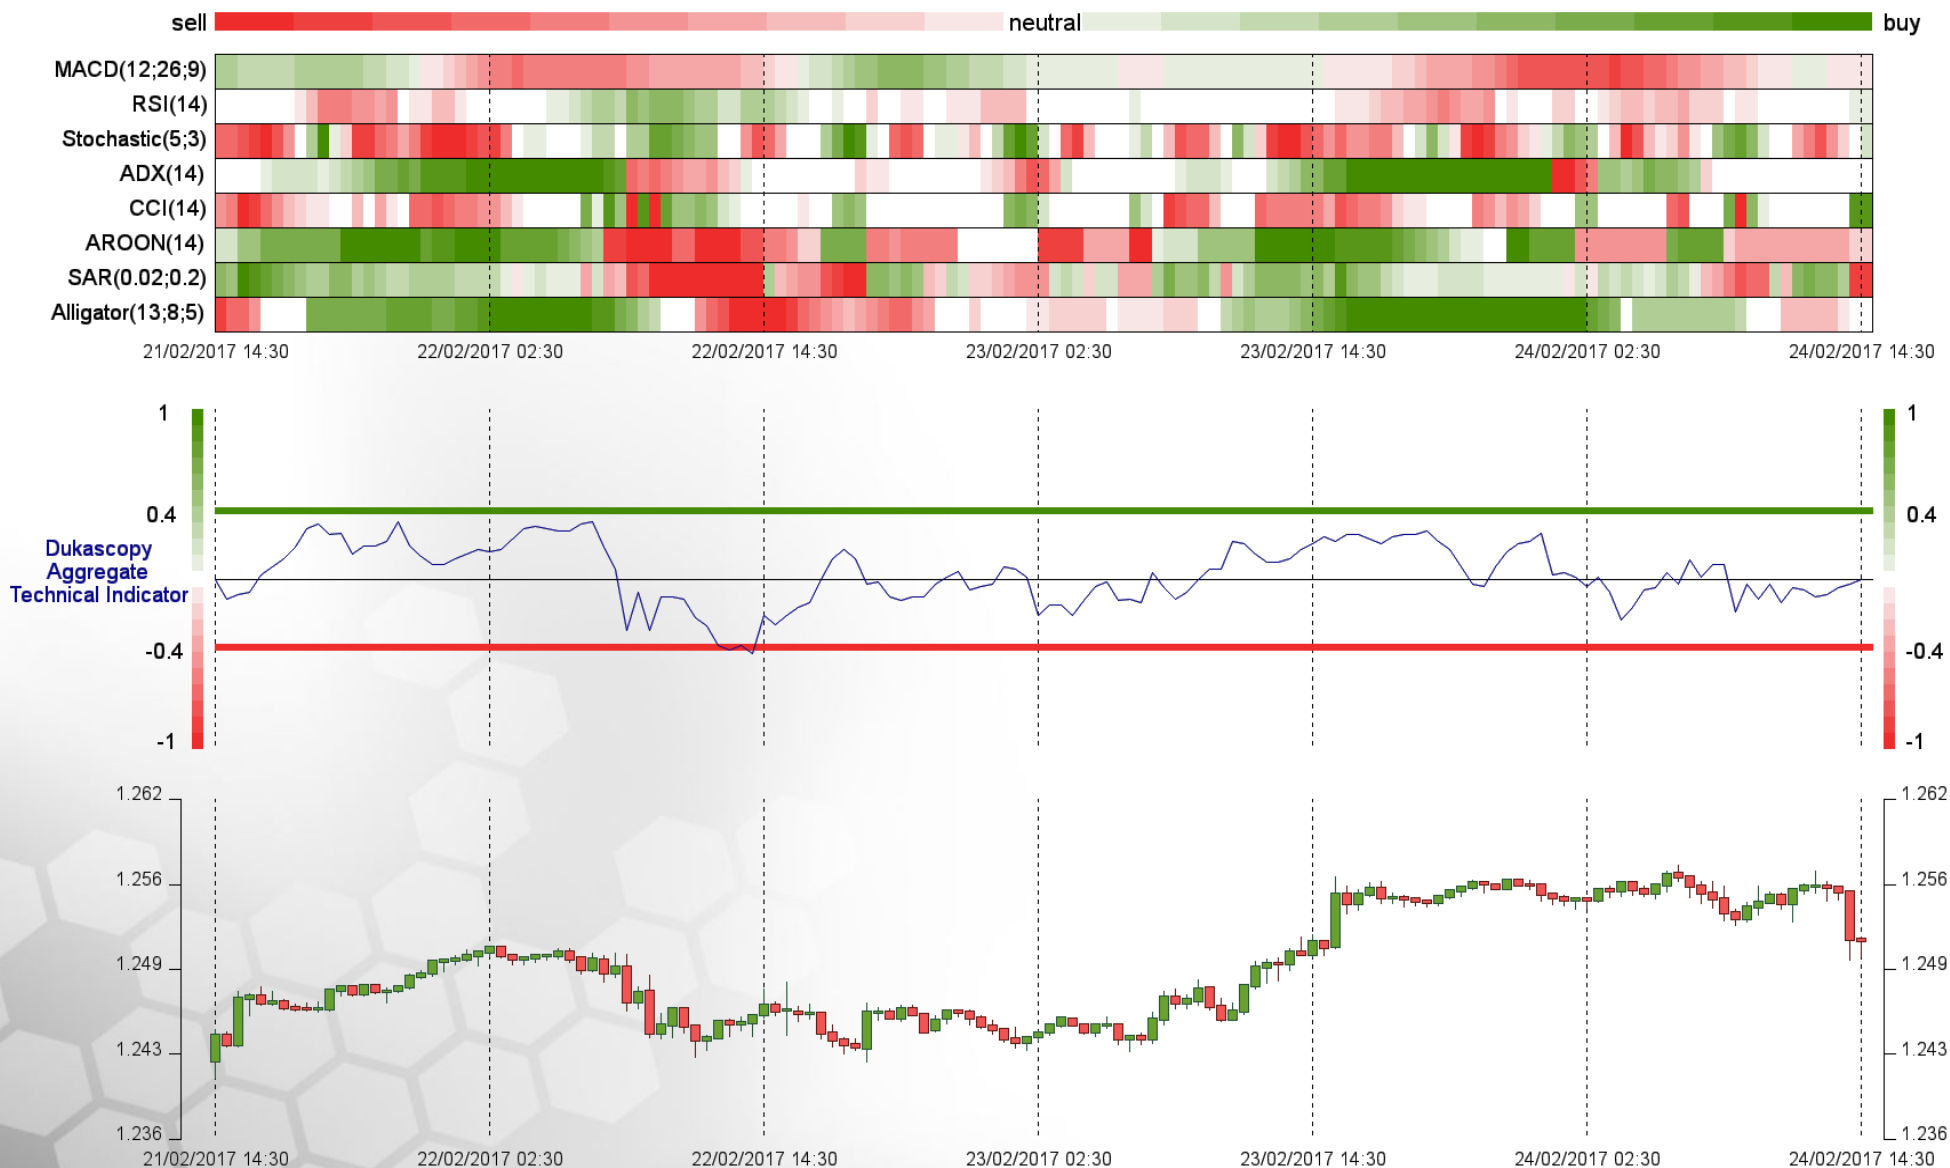 sell neutral buy
MACD(12;26;9)
RSI(14)
Stochastic(5;3)
ADX(14)
CCI(14)
AROON(14)
SAR(0.02;0.2)
Alligator(13;8;5)
21/02/2017 14:30 22/02/2017 02:30 22/02/2017 14:30 23/02/2017 02:30 23/02/2017 14:30 24/02/2017 02:30 24/02/2017 14:30
1 1
0.4 0.4
Dukascopy
Aggregate
Technical Indicator
-0.4 -0.4
-1 -1
1.262 1.262
1.256 1.256
1.249 1.249
1.243 1.243
1.236 1.236
21/02/2017 14:30 22/02/2017 02:30 22/02/2017 14:30 23/02/2017 02:30 23/02/2017 14:30 24/02/2017 02:30 24/02/2017 14:30